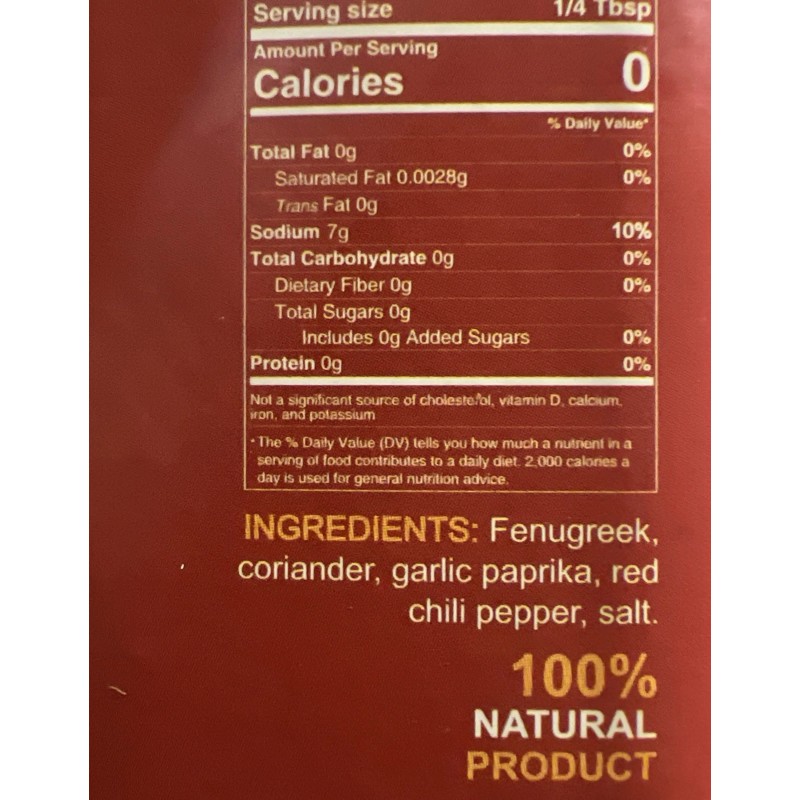 Serving size 1/4 Tbsp
Amount Per Serving
Calories 0
% Daily Value*
Total Fat 0g 0%
Saturated Fat 0.0028g 0%
Trans Fat 0g
Sodium 7g 10%
Total Carbohydrate 0g 0%
Dietary Fiber 0g 0%
Total Sugars 0g
Includes 0g Added Sugars 0%
Protein 0g 0%
Not a significant source of cholesterol, vitamin D, calcium,
iron, and potassium
*The % Daily Value (DV) tells you how much a nutrient in a
serving of food contributes to a daily diet. 2,000 calories a
day is used for general nutrition advice.
INGREDIENTS: Fenugreek,
coriander, garlic paprika, red
chili pepper, salt.
100%
NATURAL
PRODUCT